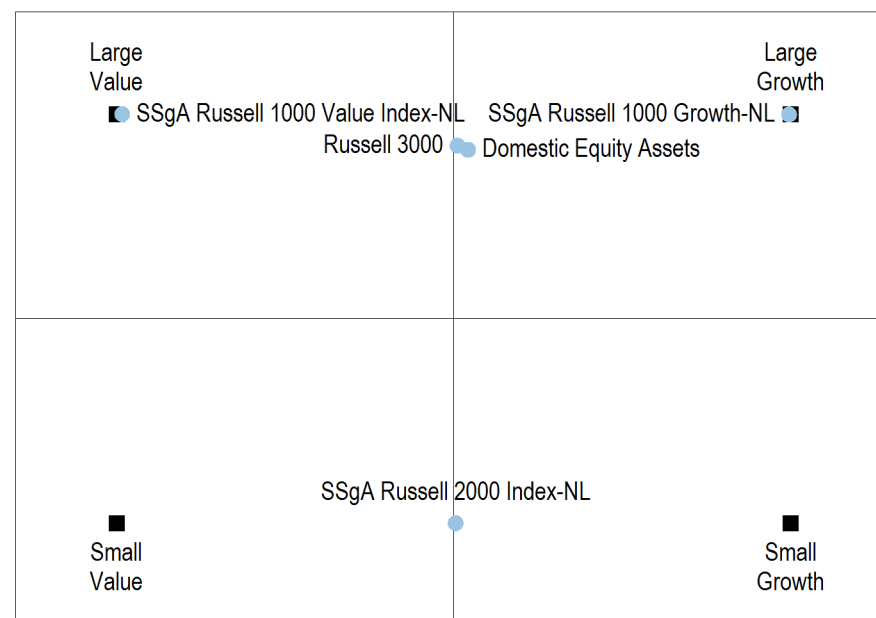 Large
Value
Large
Growth
SSgA Russell 1000 Value Index-NL
SSgA Russell 1000 Growth-NL
Russell 3000
Domestic Equity Assets
SSgA Russell 2000 Index-NL
Small
Value
Small
Growth